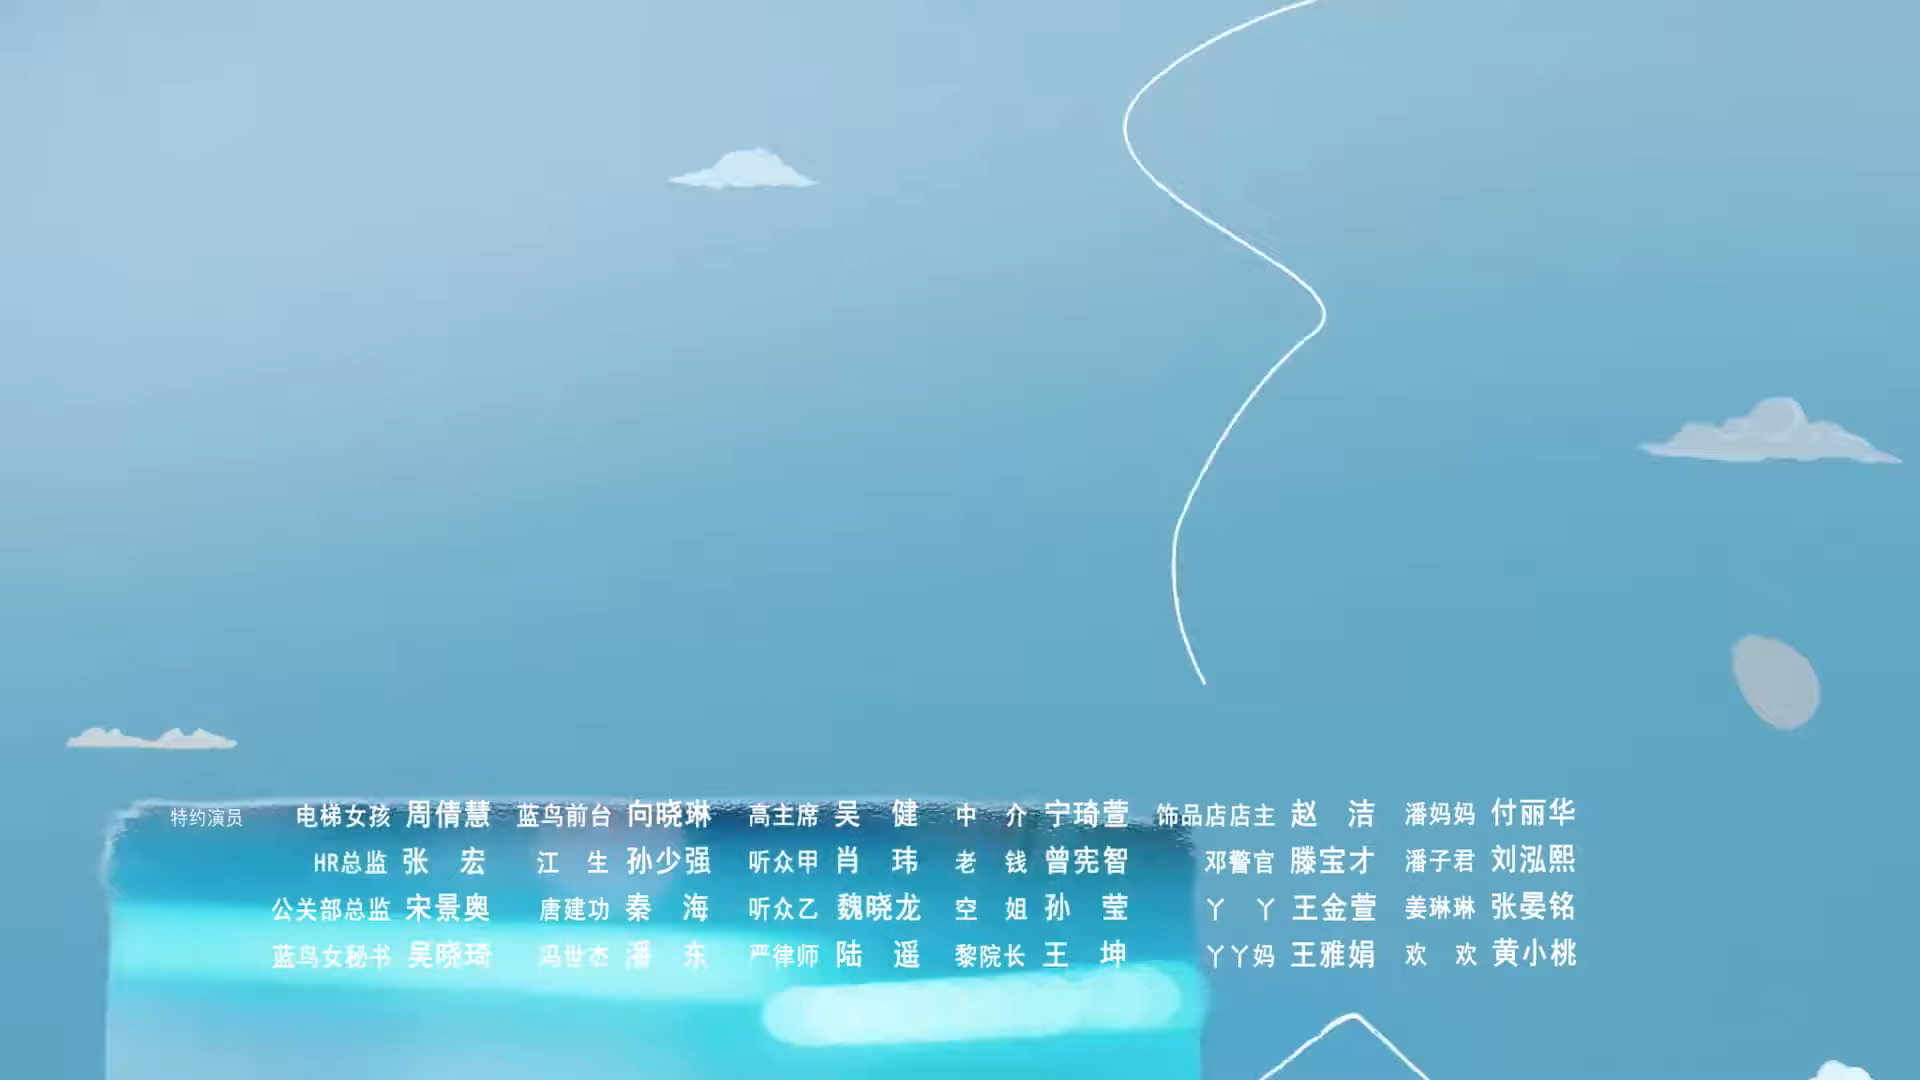 特约演员 电梯女孩 周倩慧 蓝鸟前台 向晓琳 高主席 吴 健 中 介 宁琦萱 饰品店店主 赵 洁 潘妈妈 付丽华
HR总监 张 宏 江 生 孙少强 听众甲 肖 玮 老 钱 曾宪智 邓警官 滕宝才 潘子君 刘泓熙
公关部总监 宋景奥 唐建功 秦 海 听众乙 魏晓龙 空 姐 孙 莹 丫 丫 王金萱 姜琳琳 张晏铭
蓝鸟女秘书 吴晓琦 冯世杰 潘 东 严律师 陆 遥 黎院长 王 坤 丫丫妈 王雅娟 欢 欢 黄小桃